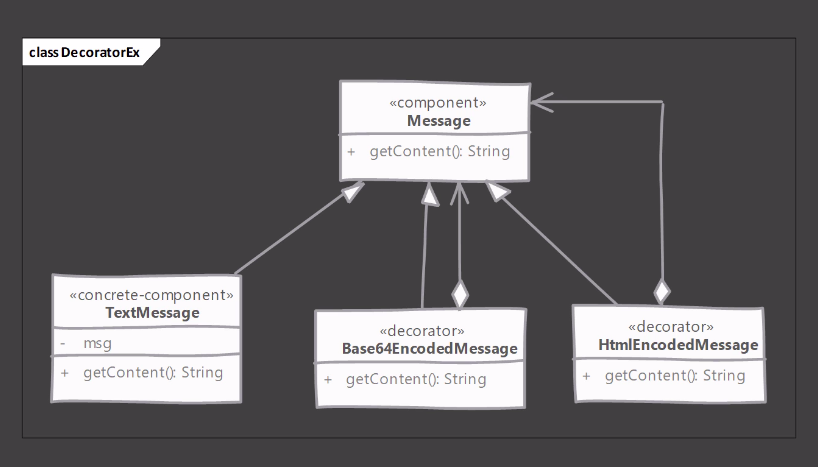 class DecoratorEx
«component»
Message
+ getContent(): String
«concrete-component»
TextMessage
- msg
+ getContent(): String
«decorator»
Base64EncodedMessage
+ getContent(): String
«decorator»
HtmlEncodedMessage
+ getContent(): String